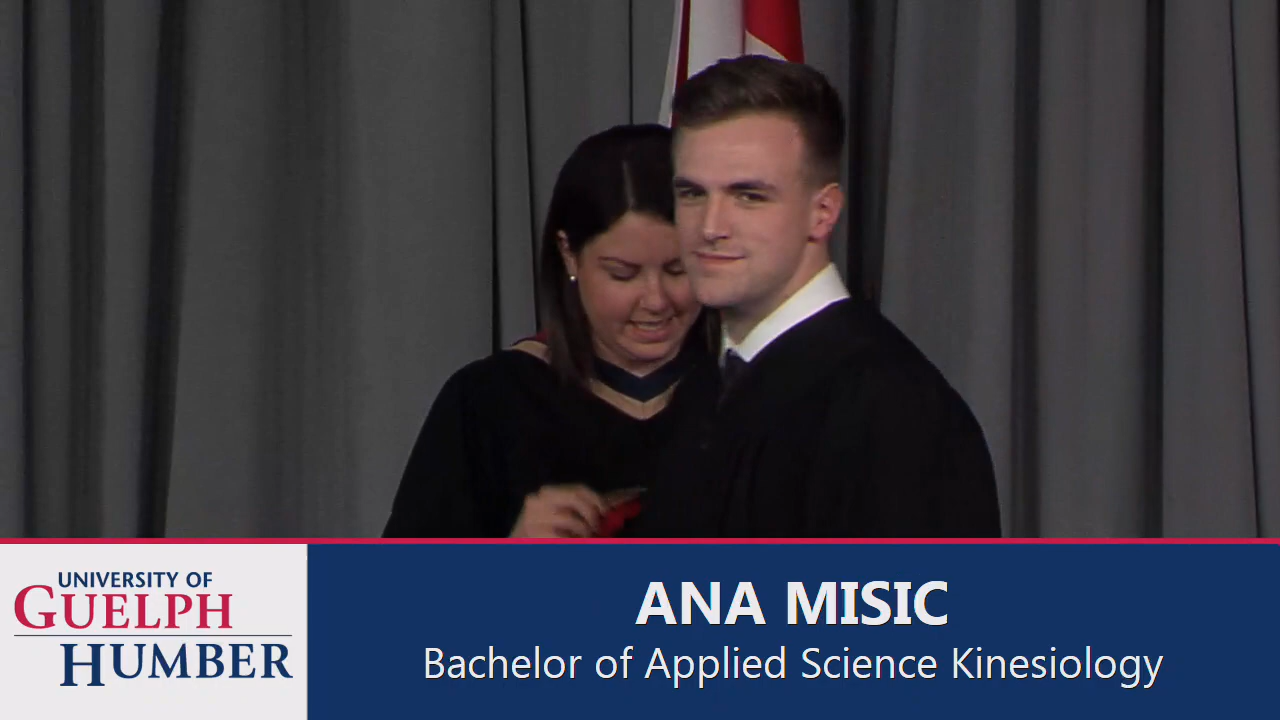 UNIVERSITY OF
GUELPH
HUMBER
ANA MISIC
Bachelor of Applied Science Kinesiology